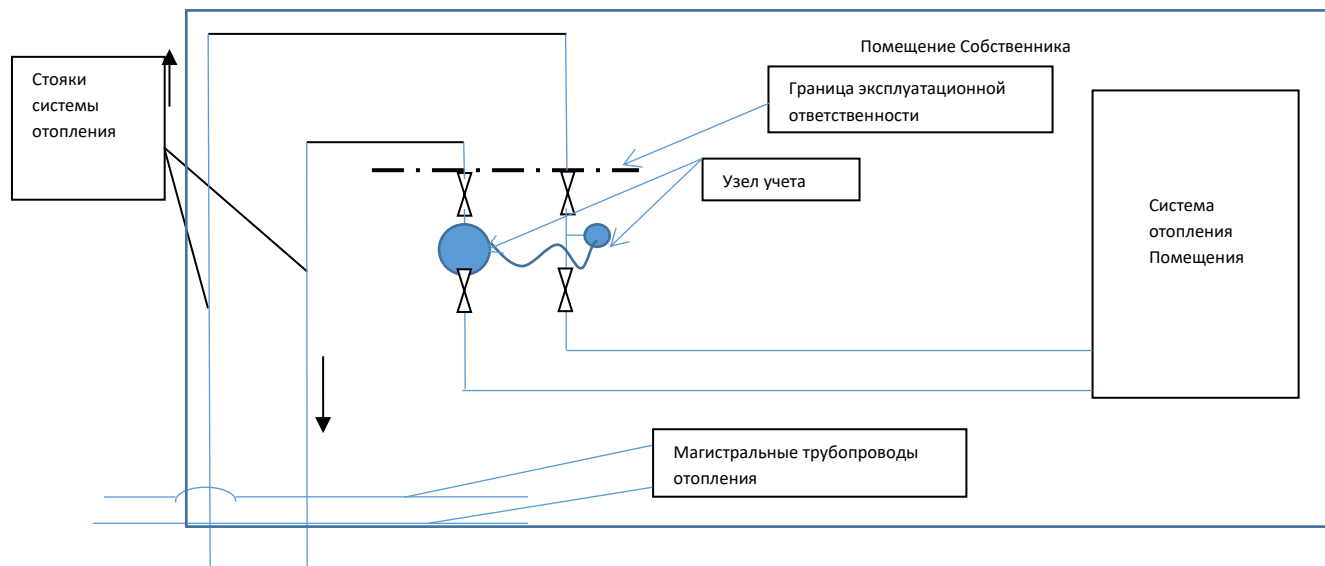 Помещение Собственника
Стояки
системы
отопления
Граница эксплуатационной
ответственности
Узел учета
Система
отопления
Помещения
Магистральные трубопроводы
отопления